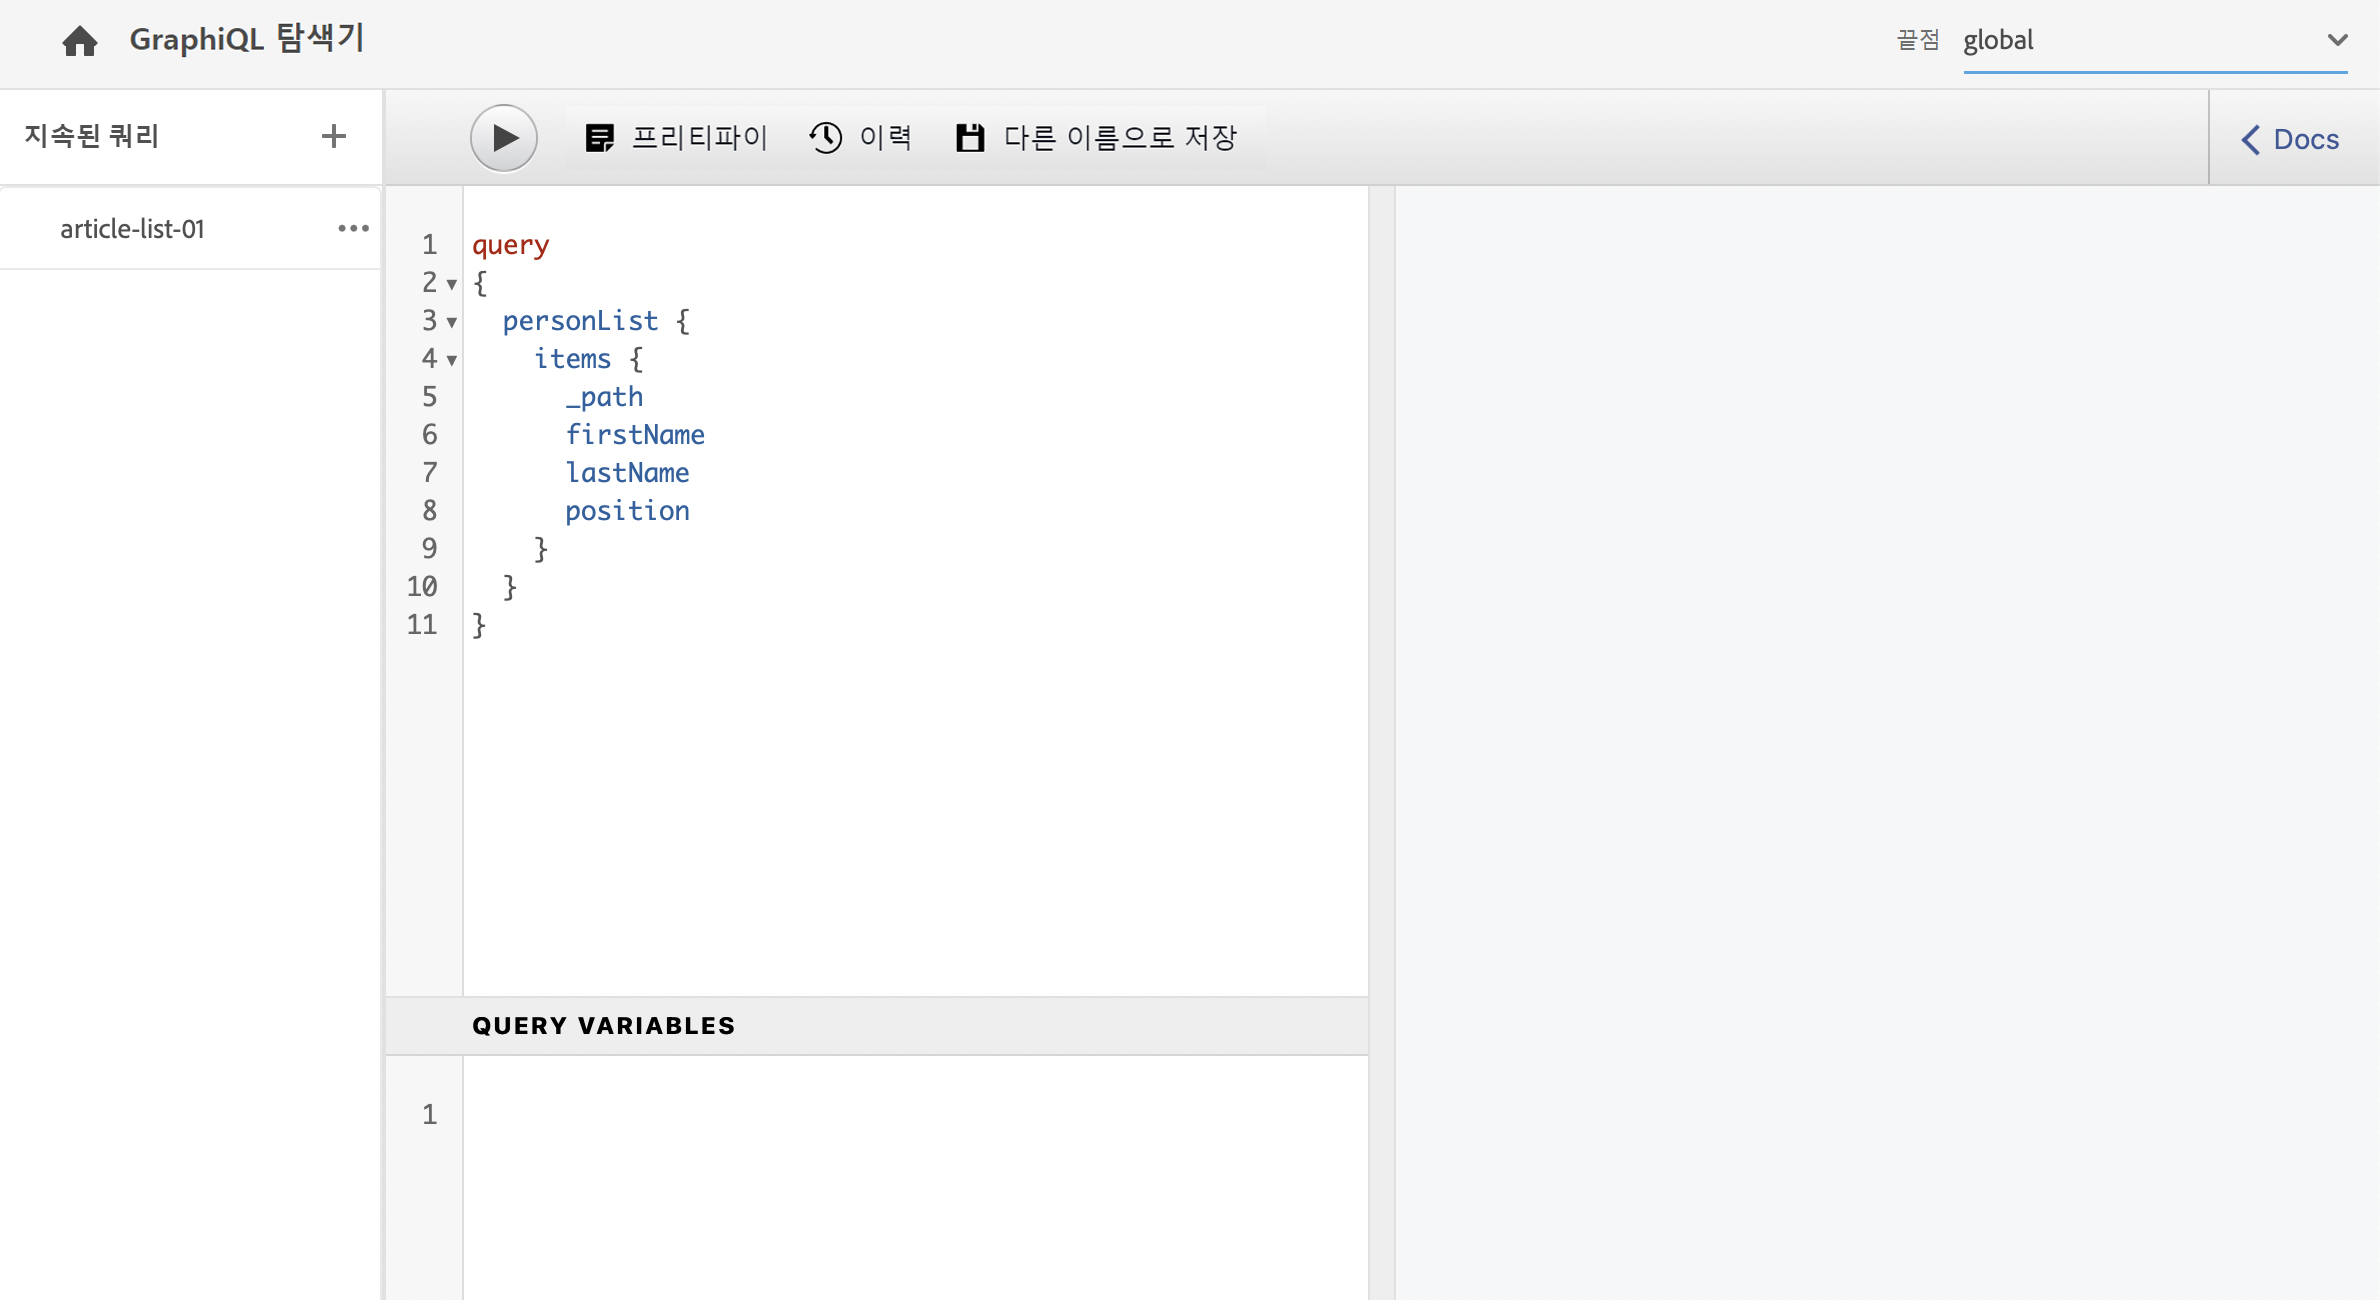 GraphiQL 탐색기
끝점 global
지속된 쿼리
프리티파이 이력 다른 이름으로 저장
Docs
article-list-01
1 query
2 {
3   personList {
4     items {
5       _path
6       firstName
7       lastName
8       position
9     }
10   }
11 }
QUERY VARIABLES
1